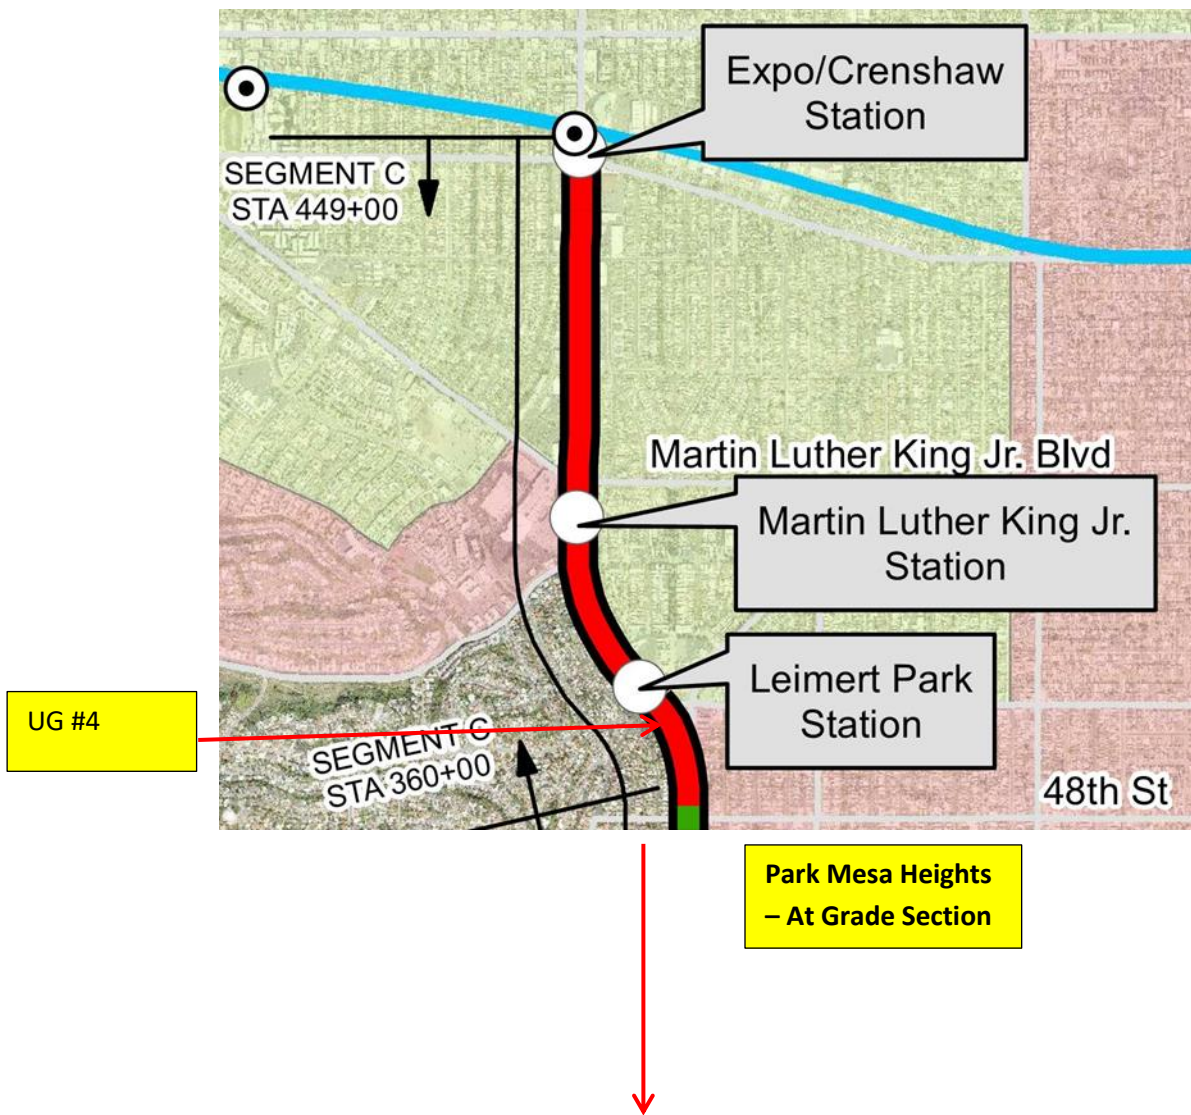 Expo/Crenshaw
Station
SEGMENT C
STA 449+00
Martin Luther King Jr. Blvd
Martin Luther King Jr.
Station
Leimert Park
Station
UG #4
SEGMENT C
STA 360+00
48th St
Park Mesa Heights
– At Grade Section